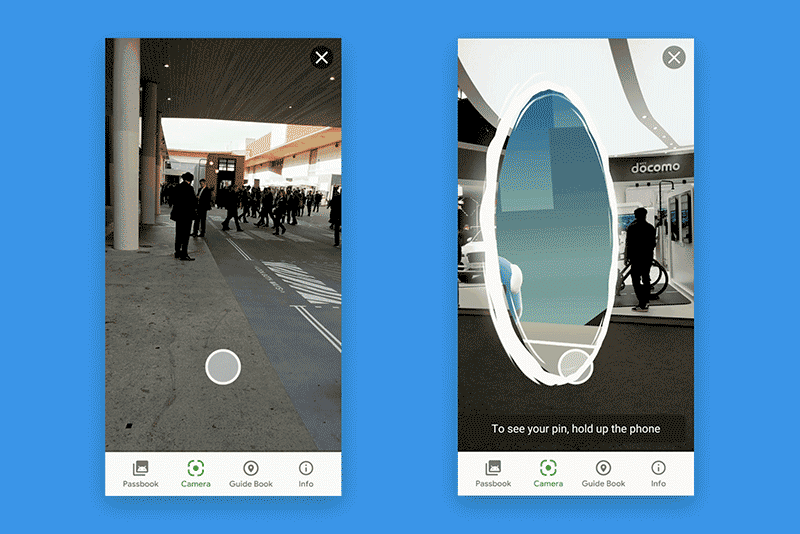 docomo
To see your pin, hold up the phone
Passbook
Camera
Guide Book
Info
Passbook
Camera
Guide Book
Info